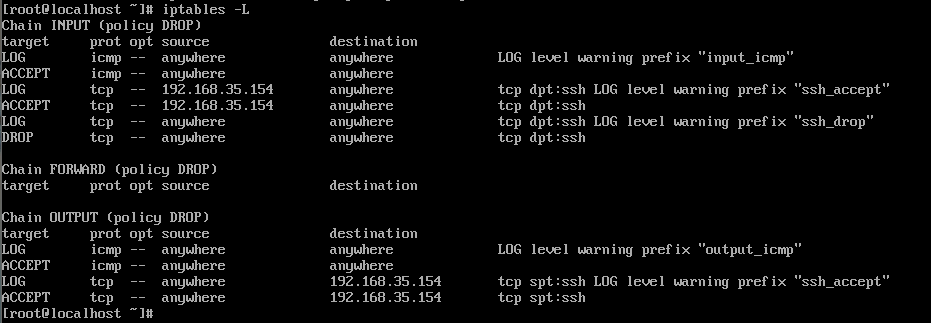 [root@localhost ~]# iptables -L
Chain INPUT (policy DROP)
target     prot opt source               destination
LOG        icmp --  anywhere             anywhere            LOG level warning prefix "input_icmp"
ACCEPT     icmp --  anywhere             anywhere
LOG        tcp  --  192.168.35.154       anywhere            tcp dpt:ssh LOG level warning prefix "ssh_accept"
ACCEPT     tcp  --  192.168.35.154       anywhere            tcp dpt:ssh
LOG        tcp  --  anywhere             anywhere            tcp dpt:ssh LOG level warning prefix "ssh_drop"
DROP       tcp  --  anywhere             anywhere            tcp dpt:ssh
Chain FORWARD (policy DROP)
target     prot opt source               destination
Chain OUTPUT (policy DROP)
target     prot opt source               destination
LOG        icmp --  anywhere             anywhere            LOG level warning prefix "output_icmp"
ACCEPT     icmp --  anywhere             anywhere
LOG        tcp  --  anywhere             192.168.35.154      tcp spt:ssh LOG level warning prefix "ssh_accept"
ACCEPT     tcp  --  anywhere             192.168.35.154      tcp spt:ssh
[root@localhost ~]#